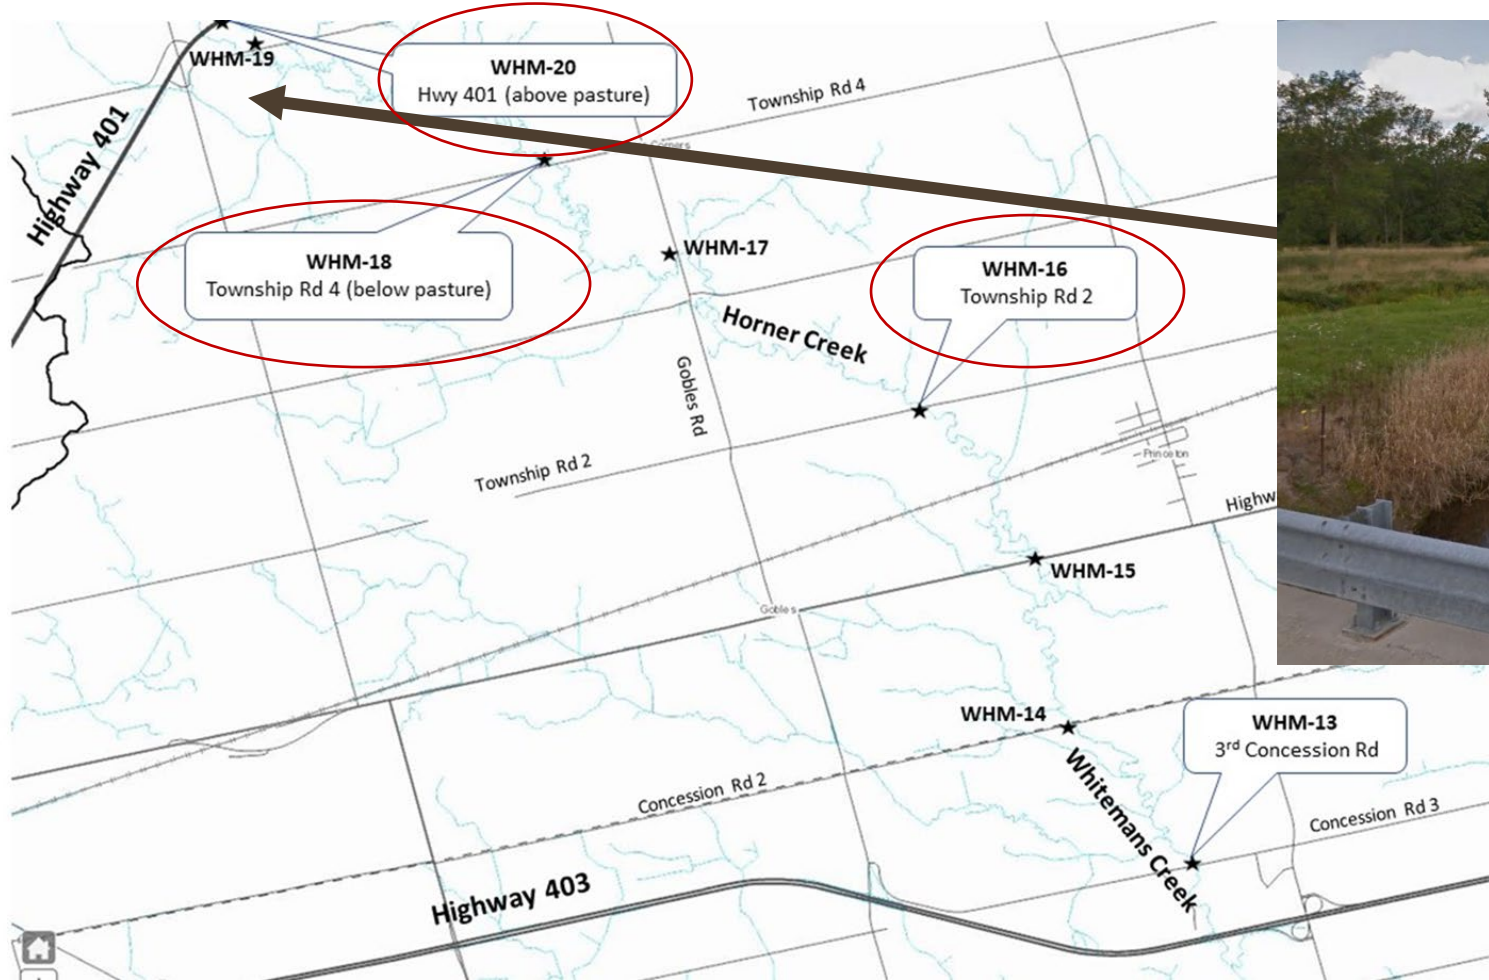 WHM-19
WHM-20
Hwy 401 (above pasture)
Township Rd 4
Highway 401
WHM-18
Township Rd 4 (below pasture)
WHM-17
WHM-16
Township Rd 2
Horner Creek
Gobles Rd
Township Rd 2
Princeton
Highw
WHM-15
Gobles
WHM-14
WHM-13
3rd Concession Rd
Whitemans Creek
Concession Rd 2
Concession Rd 3
Highway 403